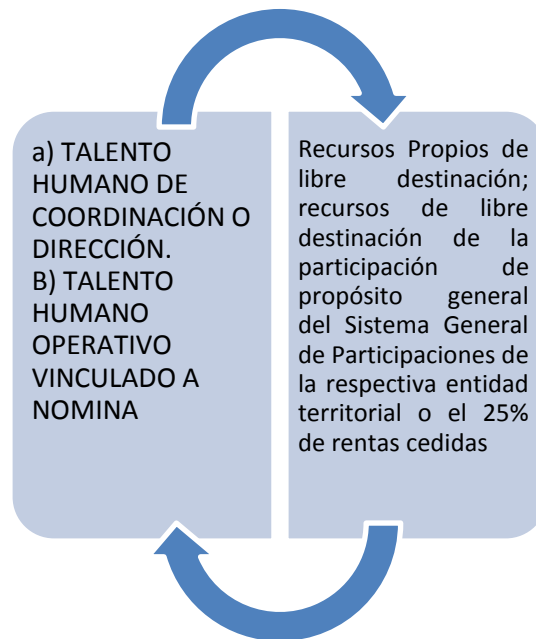 a) TALENTO
HUMANO DE
COORDINACIÓN O
DIRECCIÓN.
B) TALENTO
HUMANO
OPERATIVO
VINCULADO A
NOMINA
Recursos Propios de
libre destinación;
recursos de libre
destinación de la
participación de
propósito general
del Sistema General
de Participaciones de
la respectiva entidad
territorial o el 25%
de rentas cedidas